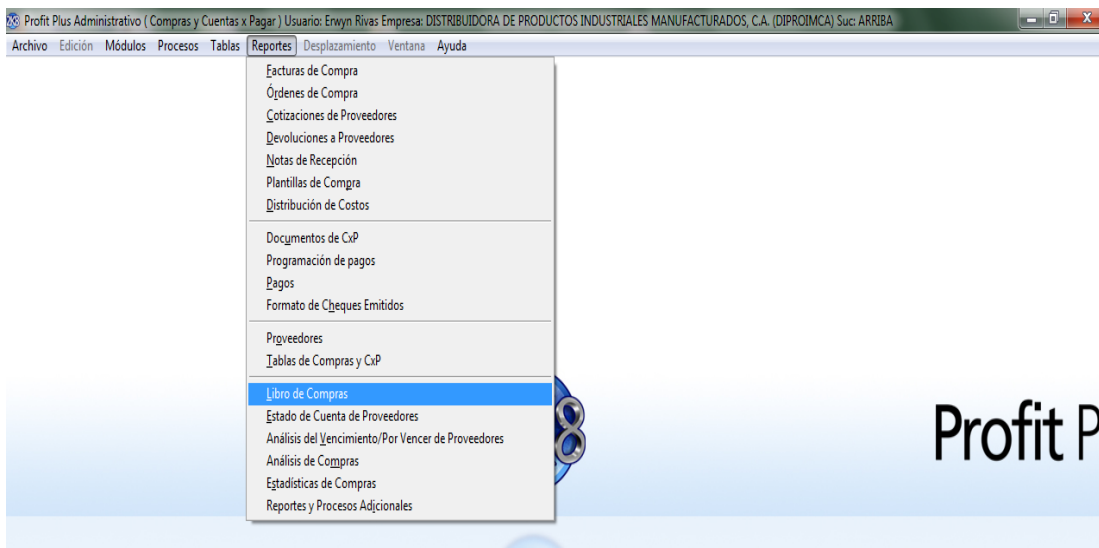 Profit Plus Administrativo ( Compras y Cuentas x Pagar ) Usuario: Erwyn Rivas Empresa: DISTRIBUIDORA DE PRODUCTOS INDUSTRIALES MANUFACTURADOS, C.A. (DIPROIMCA) Suc: ARRIBA
Archivo Edición Módulos Procesos Tablas Reportes Desplazamiento Ventana Ayuda
Facturas de Compra
Órdenes de Compra
Cotizaciones de Proveedores
Devoluciones a Proveedores
Notas de Recepción
Plantillas de Compra
Distribución de Costos
Documentos de CxP
Programación de pagos
Pagos
Formato de Cheques Emitidos
Proveedores
Tablas de Compras y CxP
Libro de Compras
Estado de Cuenta de Proveedores
Análisis del Vencimiento/Por Vencer de Proveedores
Análisis de Compras
Estadísticas de Compras
Reportes y Procesos Adicionales
8
Profit P